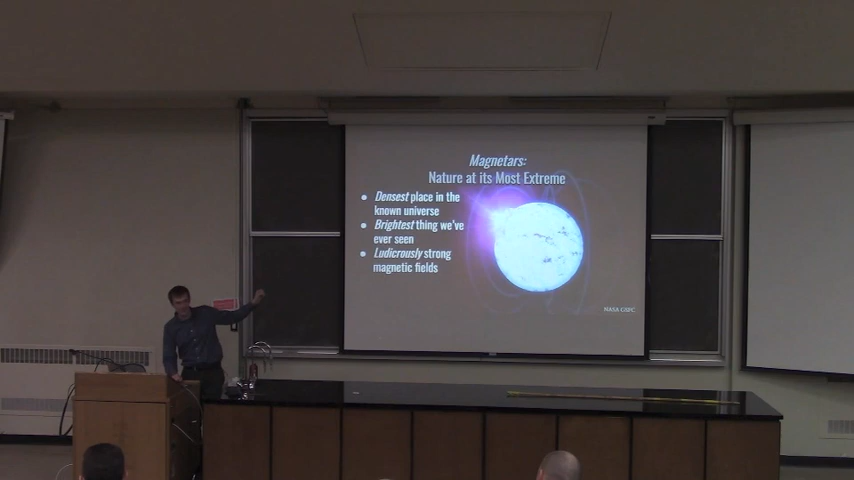 Magnetars:
Nature at its Most Extreme
● Densest place in the
known universe
● Brightest thing we've
ever seen
● Ludicrously strong
magnetic fields
NASA GSFC